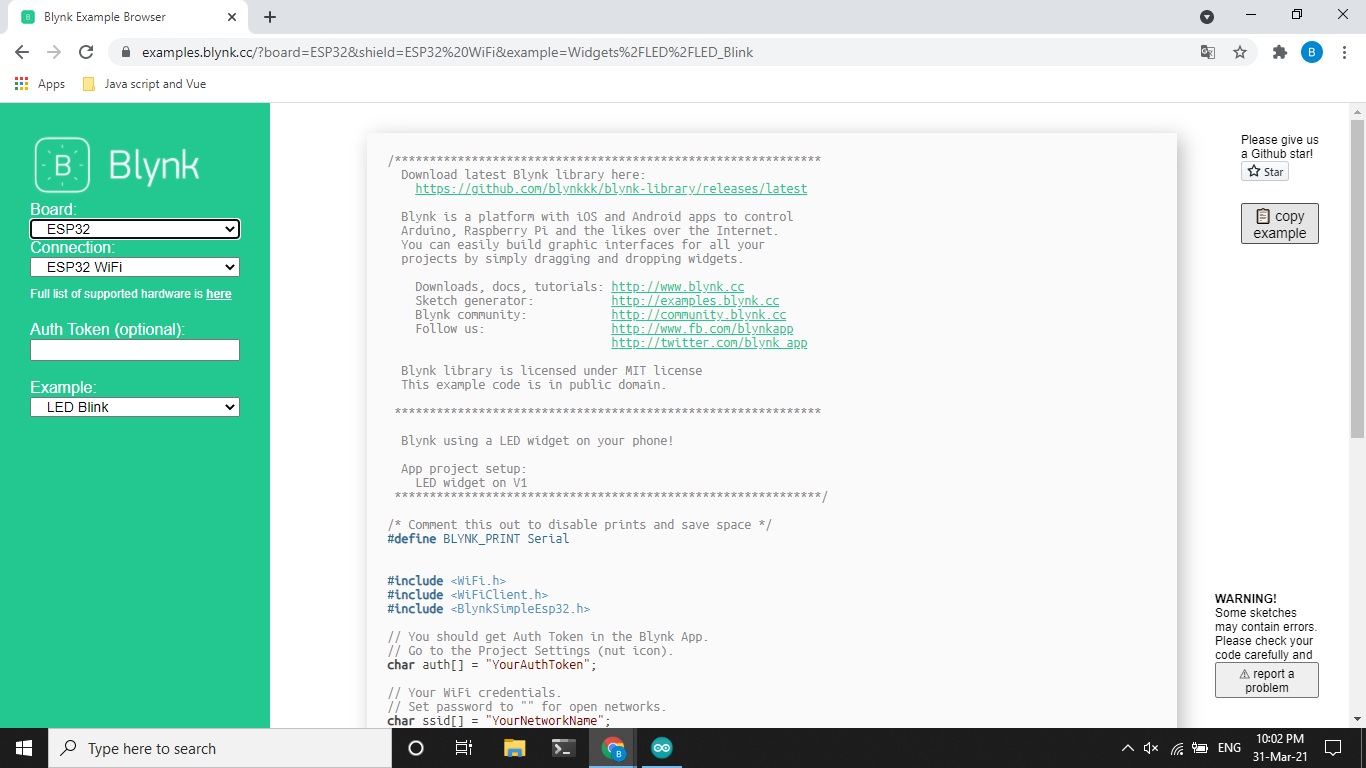 Blynk Example Browser
examples.blynk.cc/?board=ESP32&shield=ESP32%20WiFi&example=Widgets%2FLED%2FLED_Blink
B
Apps
Java script and Vue
B Blynk
Board:
ESP32
Connection:
ESP32 WiFi
Full list of supported hardware is here
Auth Token (optional):
Example:
LED Blink
/*************************************************************
Download latest Blynk library here:
https://github.com/blynkkk/blynk-library/releases/latest
Blynk is a platform with iOS and Android apps to control
Arduino, Raspberry Pi and the likes over the Internet.
You can easily build graphic interfaces for all your
projects by simply dragging and dropping widgets.
Downloads, docs, tutorials: http://www.blynk.cc
Sketch generator: http://examples.blynk.cc
Blynk community: http://community.blynk.cc
Follow us: http://www.fb.com/blynkapp
http://twitter.com/blynk_app
Blynk library is licensed under MIT license
This example code is in public domain.
*************************************************************
Blynk using a LED widget on your phone!
App project setup:
LED widget on V1
*************************************************************/
/* Comment this out to disable prints and save space */
#define BLYNK_PRINT Serial
#include <WiFi.h>
#include <WiFiClient.h>
#include <BlynkSimpleEsp32.h>
// You should get Auth Token in the Blynk App.
// Go to the Project Settings (nut icon).
char auth[] = "YourAuthToken";
// Your WiFi credentials.
// Set password to "" for open networks.
char ssid[] = "YourNetworkName";
Please give us
a Github star!
Star
copy
example
WARNING!
Some sketches
may contain errors.
Please check your
code carefully and
report a
problem
Type here to search
B
ENG
10:02 PM
31-Mar-21